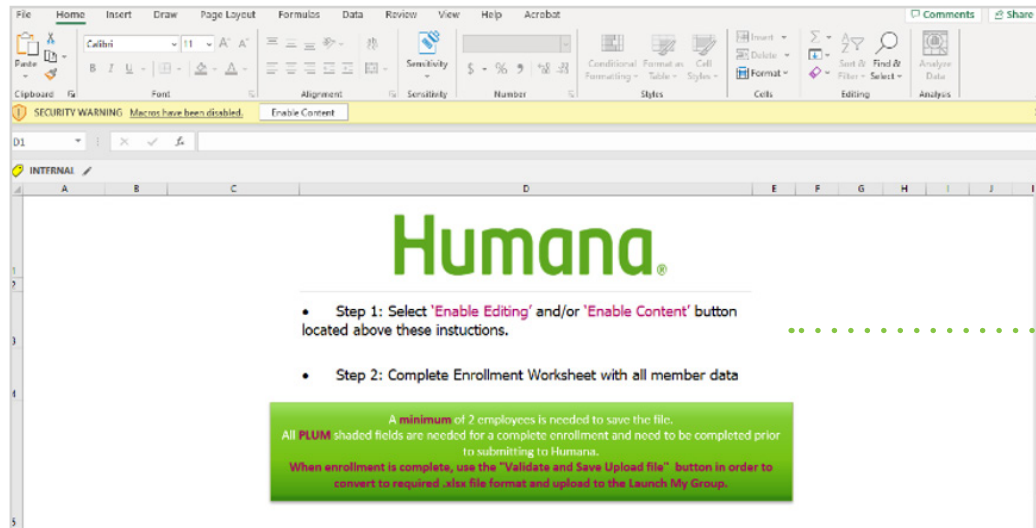 File Home Insert Draw Page Layout Formulas Data Review View Help Acrobat Comments Share
Paste
Calibri 11 A A
Insert
B I U A
Sensitivity
$ - % 9
Conditional Format as Cell
Formatting Table Styles
Delete
Format
Sort & Find &
Filter Select
Analyze
Data
Clipboard Font Alignment Sensitivity Number Styles Cells Editing Analysis
SECURITY WARNING Macros have been disabled. Enable Content
D1 fx
INTERNAL
A B C D E F G H I J
1
Humana®
2
3
• Step 1: Select 'Enable Editing' and/or 'Enable Content' button
located above these instuctions.
4
• Step 2: Complete Enrollment Worksheet with all member data
A minimum of 2 employees is needed to save the file.
All PLUM shaded fields are needed for a complete enrollment and need to be completed prior
to submitting to Humana.
When enrollment is complete, use the "Validate and Save Upload file" button in order to
convert to required .xlsx file format and upload to the Launch My Group.
5